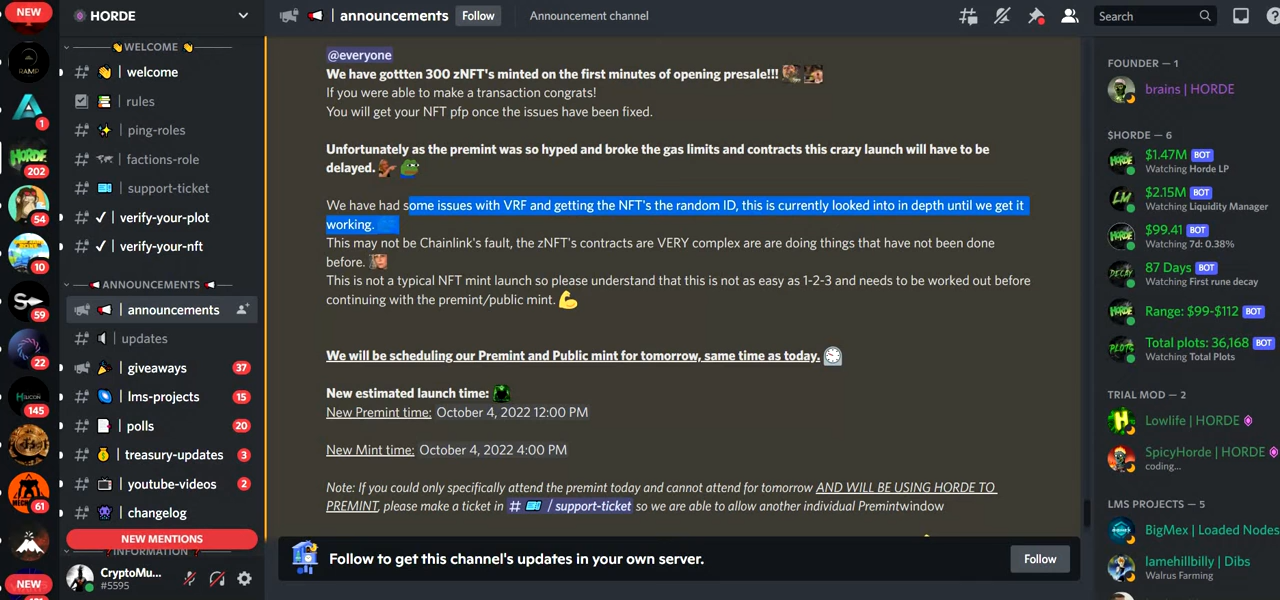 NEW
RAMP
1
202
54
10
59
22
145
61
NEW
HORDE
WELCOME
welcome
rules
ping-roles
factions-role
support-ticket
verify-your-plot
verify-your-nft
ANNOUNCEMENTS
announcements
updates
giveaways 37
lms-projects 15
polls 20
treasury-updates 3
youtube-videos 2
changelog
NEW MENTIONS
INFORMATION
CryptoMu...
#5595
announcements Follow Announcement channel
Search
@everyone
We have gottten 300 zNFT's minted on the first minutes of opening presale!!!
If you were able to make a transaction congrats!
You will get your NFT pfp once the issues have been fixed.
Unfortunately as the premint was so hyped and broke the gas limits and contracts this crazy launch will have to be
delayed.
We have had some issues with VRF and getting the NFT's the random ID, this is currently looked into in depth until we get it
working.
This may not be Chainlink's fault, the zNFT's contracts are VERY complex are are doing things that have not been done
before.
This is not a typical NFT mint launch so please understand that this is not as easy as 1-2-3 and needs to be worked out before
continuing with the premint/public mint.
We will be scheduling our Premint and Public mint for tomorrow, same time as today.
New estimated launch time:
New Premint time: October 4, 2022 12:00 PM
New Mint time: October 4, 2022 4:00 PM
Note: If you could only specifically attend the premint today and cannot attend for tomorrow AND WILL BE USING HORDE TO
PREMINT, please make a ticket in # / support-ticket so we are able to allow another individual Premintwindow
Follow to get this channel's updates in your own server.
Follow
FOUNDER – 1
brains | HORDE
$HORDE – 6
$1.47M BOT
Watching Horde LP
$2.15M BOT
Watching Liquidity Manager
$99.41 BOT
Watching 7d: 0.38%
87 Days BOT
Watching First rune decay
Range: $99-$112 BOT
Total plots: 36,168 BOT
Watching Total Plots
TRIAL MOD – 2
Lowlife | HORDE
SpicyHorde | HORDE
coding...
LMS PROJECTS – 5
BigMex | Loaded Nodes
lamehillbilly | Dibs
Walrus Farming